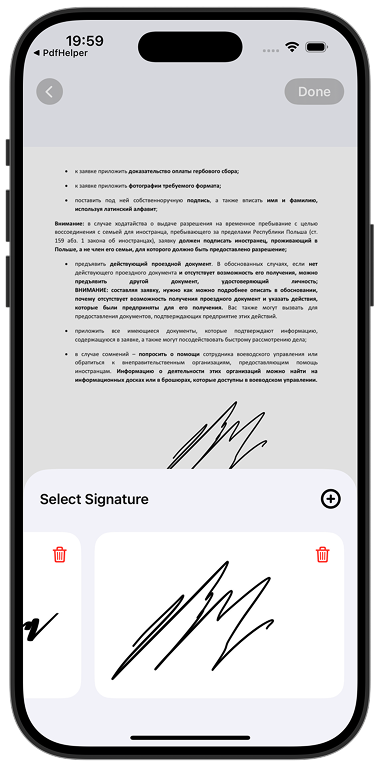 19:59
◀ PdfHelper
Done
• к заявке приложить доказательство оплаты гербового сбора;
• к заявке приложить фотографии требуемого формата;
• поставить под ней собственноручную подпись, а также вписать имя и фамилию,
используя латинский алфавит;
Внимание: в случае ходатайства о выдаче разрешения на временное пребывание с целью
воссоединения с семьей для иностранца, пребывающего за пределами Республики Польша (ст.
159 абз. 1 закона об иностранцах), заявку должен подписать иностранец, проживающий в
Польше, а не член его семьи, для которого должно быть предоставлено разрешение;
• предъявить действующий проездной документ. В обоснованных случаях, если нет
действующего проездного документа и отсутствует возможность его получения, можно
предъявить другой документ, удостоверяющий личность;
ВНИМАНИЕ: составляя заявку, нужно как можно подробнее описать в обосновании,
почему отсутствует возможность получения проездного документа и указать действия,
которые были предприняты для его получения. Вас также могут вызвать для
предоставления документов, подтверждающих предприятие этих действий.
• приложить все имеющиеся документы, которые подтверждают информацию,
содержащуюся в заявке, а также могут посодействовать быстрому рассмотрению дела;
• в случае сомнений – попросить о помощи сотрудника воеводского управления или
обратиться к внеправительственным организациям, предоставляющим помощь
иностранцам. Информацию о деятельности этих организаций можно найти на
информационных досках или в брошюрах, которые доступны в воеводском управлении.
Select Signature